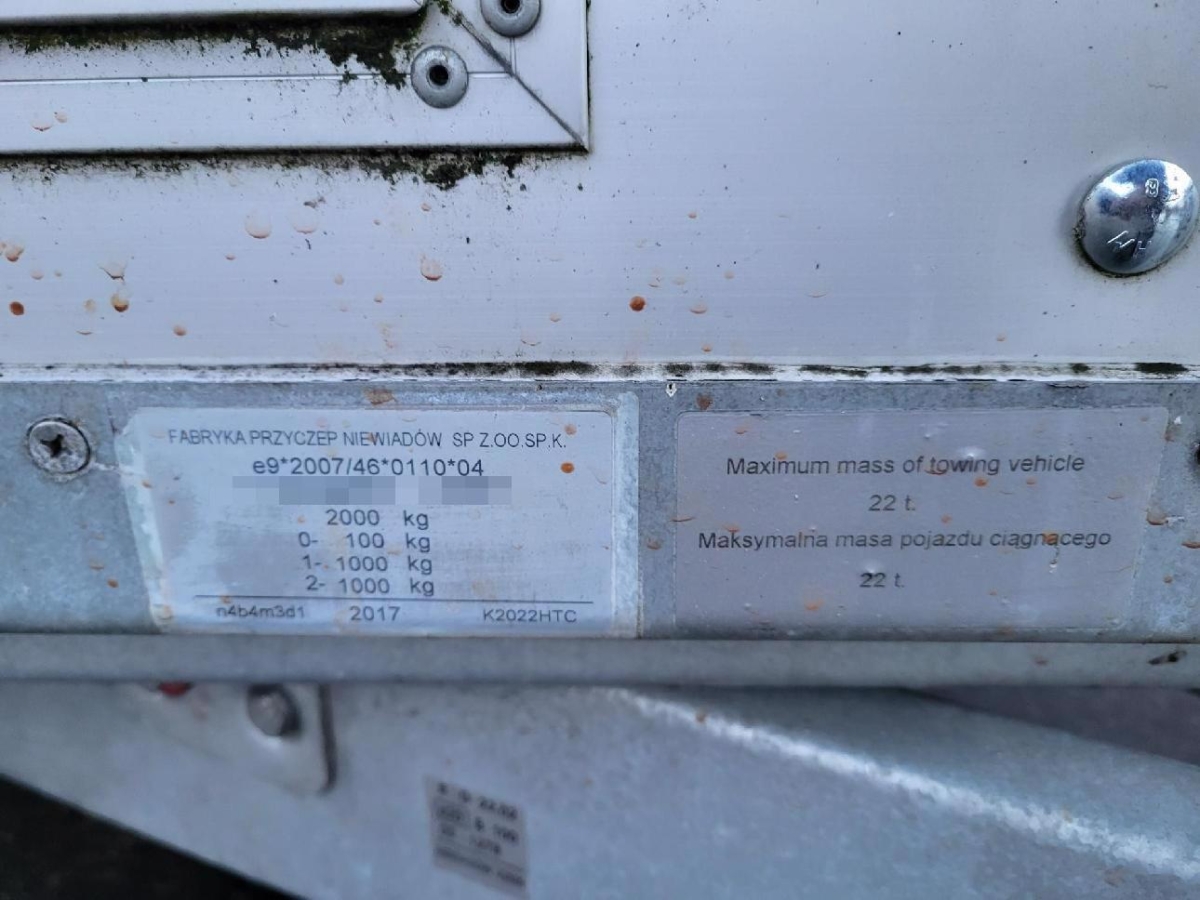 FABRYKA PRZYCZEP NIEWIADÓW SP Z.OO.SP.K.
e9*2007/46*0110*04
2000 kg
0- 100 kg
1- 1000 kg
2- 1000 kg
n4b4m3d1 2017 K2022HTC
Maximum mass of towing vehicle
22 t.
Maksymalna masa pojazdu ciągnącego
22 t.